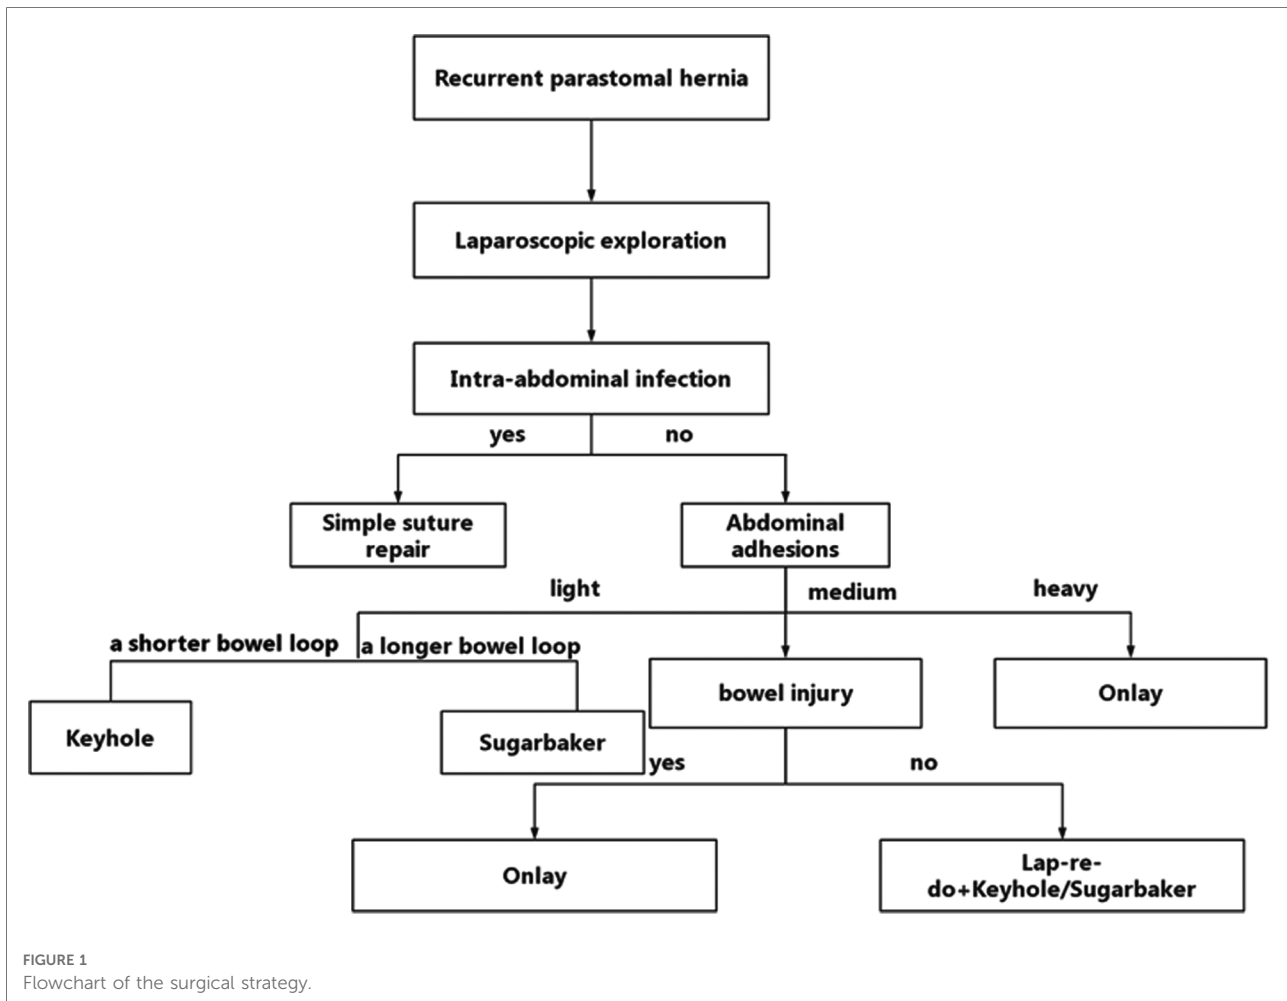 Recurrent parastomal hernia
Laparoscopic exploration
Intra-abdominal infection
yes
no
Simple suture
repair
Abdominal
adhesions
light
medium
heavy
a shorter bowel loop
a longer bowel loop
bowel injury
Onlay
Keyhole
Sugarbaker
yes
no
Onlay
Lap-re-
do+Keyhole/Sugarbaker
FIGURE 1
Flowchart of the surgical strategy.